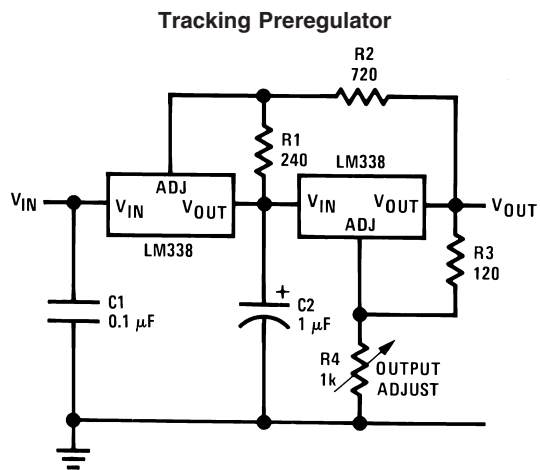 Tracking Preregulator
R2
720
R1
240
LM338
ADJ
VIN
VIN
VOUT
VIN
VOUT
VOUT
ADJ
LM338
R3
120
C1
0.1 μF
+
C2
1 μF
R4
1k
OUTPUT
ADJUST